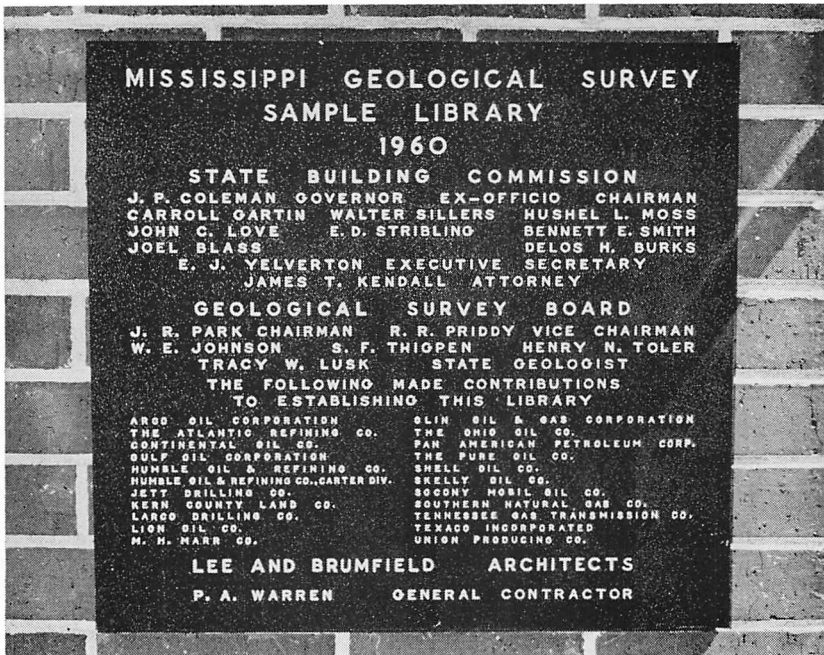 MISSISSIPPI GEOLOGICAL SURVEY
SAMPLE LIBRARY
1960
STATE BUILDING COMMISSION
J. P. COLEMAN GOVERNOR EX-OFFICIO CHAIRMAN
CARROLL GARTIN WALTER SILLERS HUSHEL L. MOSS
JOHN C. LOVE E. D. STRIBLING BENNETT E. SMITH
JOEL BLASS DELOS H. BURKS
E. J. YELVERTON EXECUTIVE SECRETARY
JAMES T. KENDALL ATTORNEY
GEOLOGICAL SURVEY BOARD
J. R. PARK CHAIRMAN R. R. PRIDDY VICE CHAIRMAN
W. E. JOHNSON S. F. THIGPEN HENRY N. TOLER
TRACY W. LUSK STATE GEOLOGIST
THE FOLLOWING MADE CONTRIBUTIONS
TO ESTABLISHING THIS LIBRARY
ARGO OIL CORPORATION OLIN OIL & GAS CORPORATION
THE ATLANTIC REFINING CO. THE OHIO OIL CO.
CONTINENTAL OIL CO. PAN AMERICAN PETROLEUM CORP.
GULF OIL CORPORATION THE PURE OIL CO.
HUMBLE OIL & REFINING CO. SHELL OIL CO.
HUMBLE OIL & REFINING CO., CARTER DIV. SKELLY OIL CO.
JETT DRILLING CO. SOCONY MOBIL OIL CO.
KERN COUNTY LAND CO. SOUTHERN NATURAL GAS CO.
LARCO DRILLING CO. TENNESSEE GAS TRANSMISSION CO.
LION OIL CO. TEXACO INCORPORATED
M. H. MARR CO. UNION PRODUCING CO.
LEE AND BRUMFIELD ARCHITECTS
P. A. WARREN GENERAL CONTRACTOR